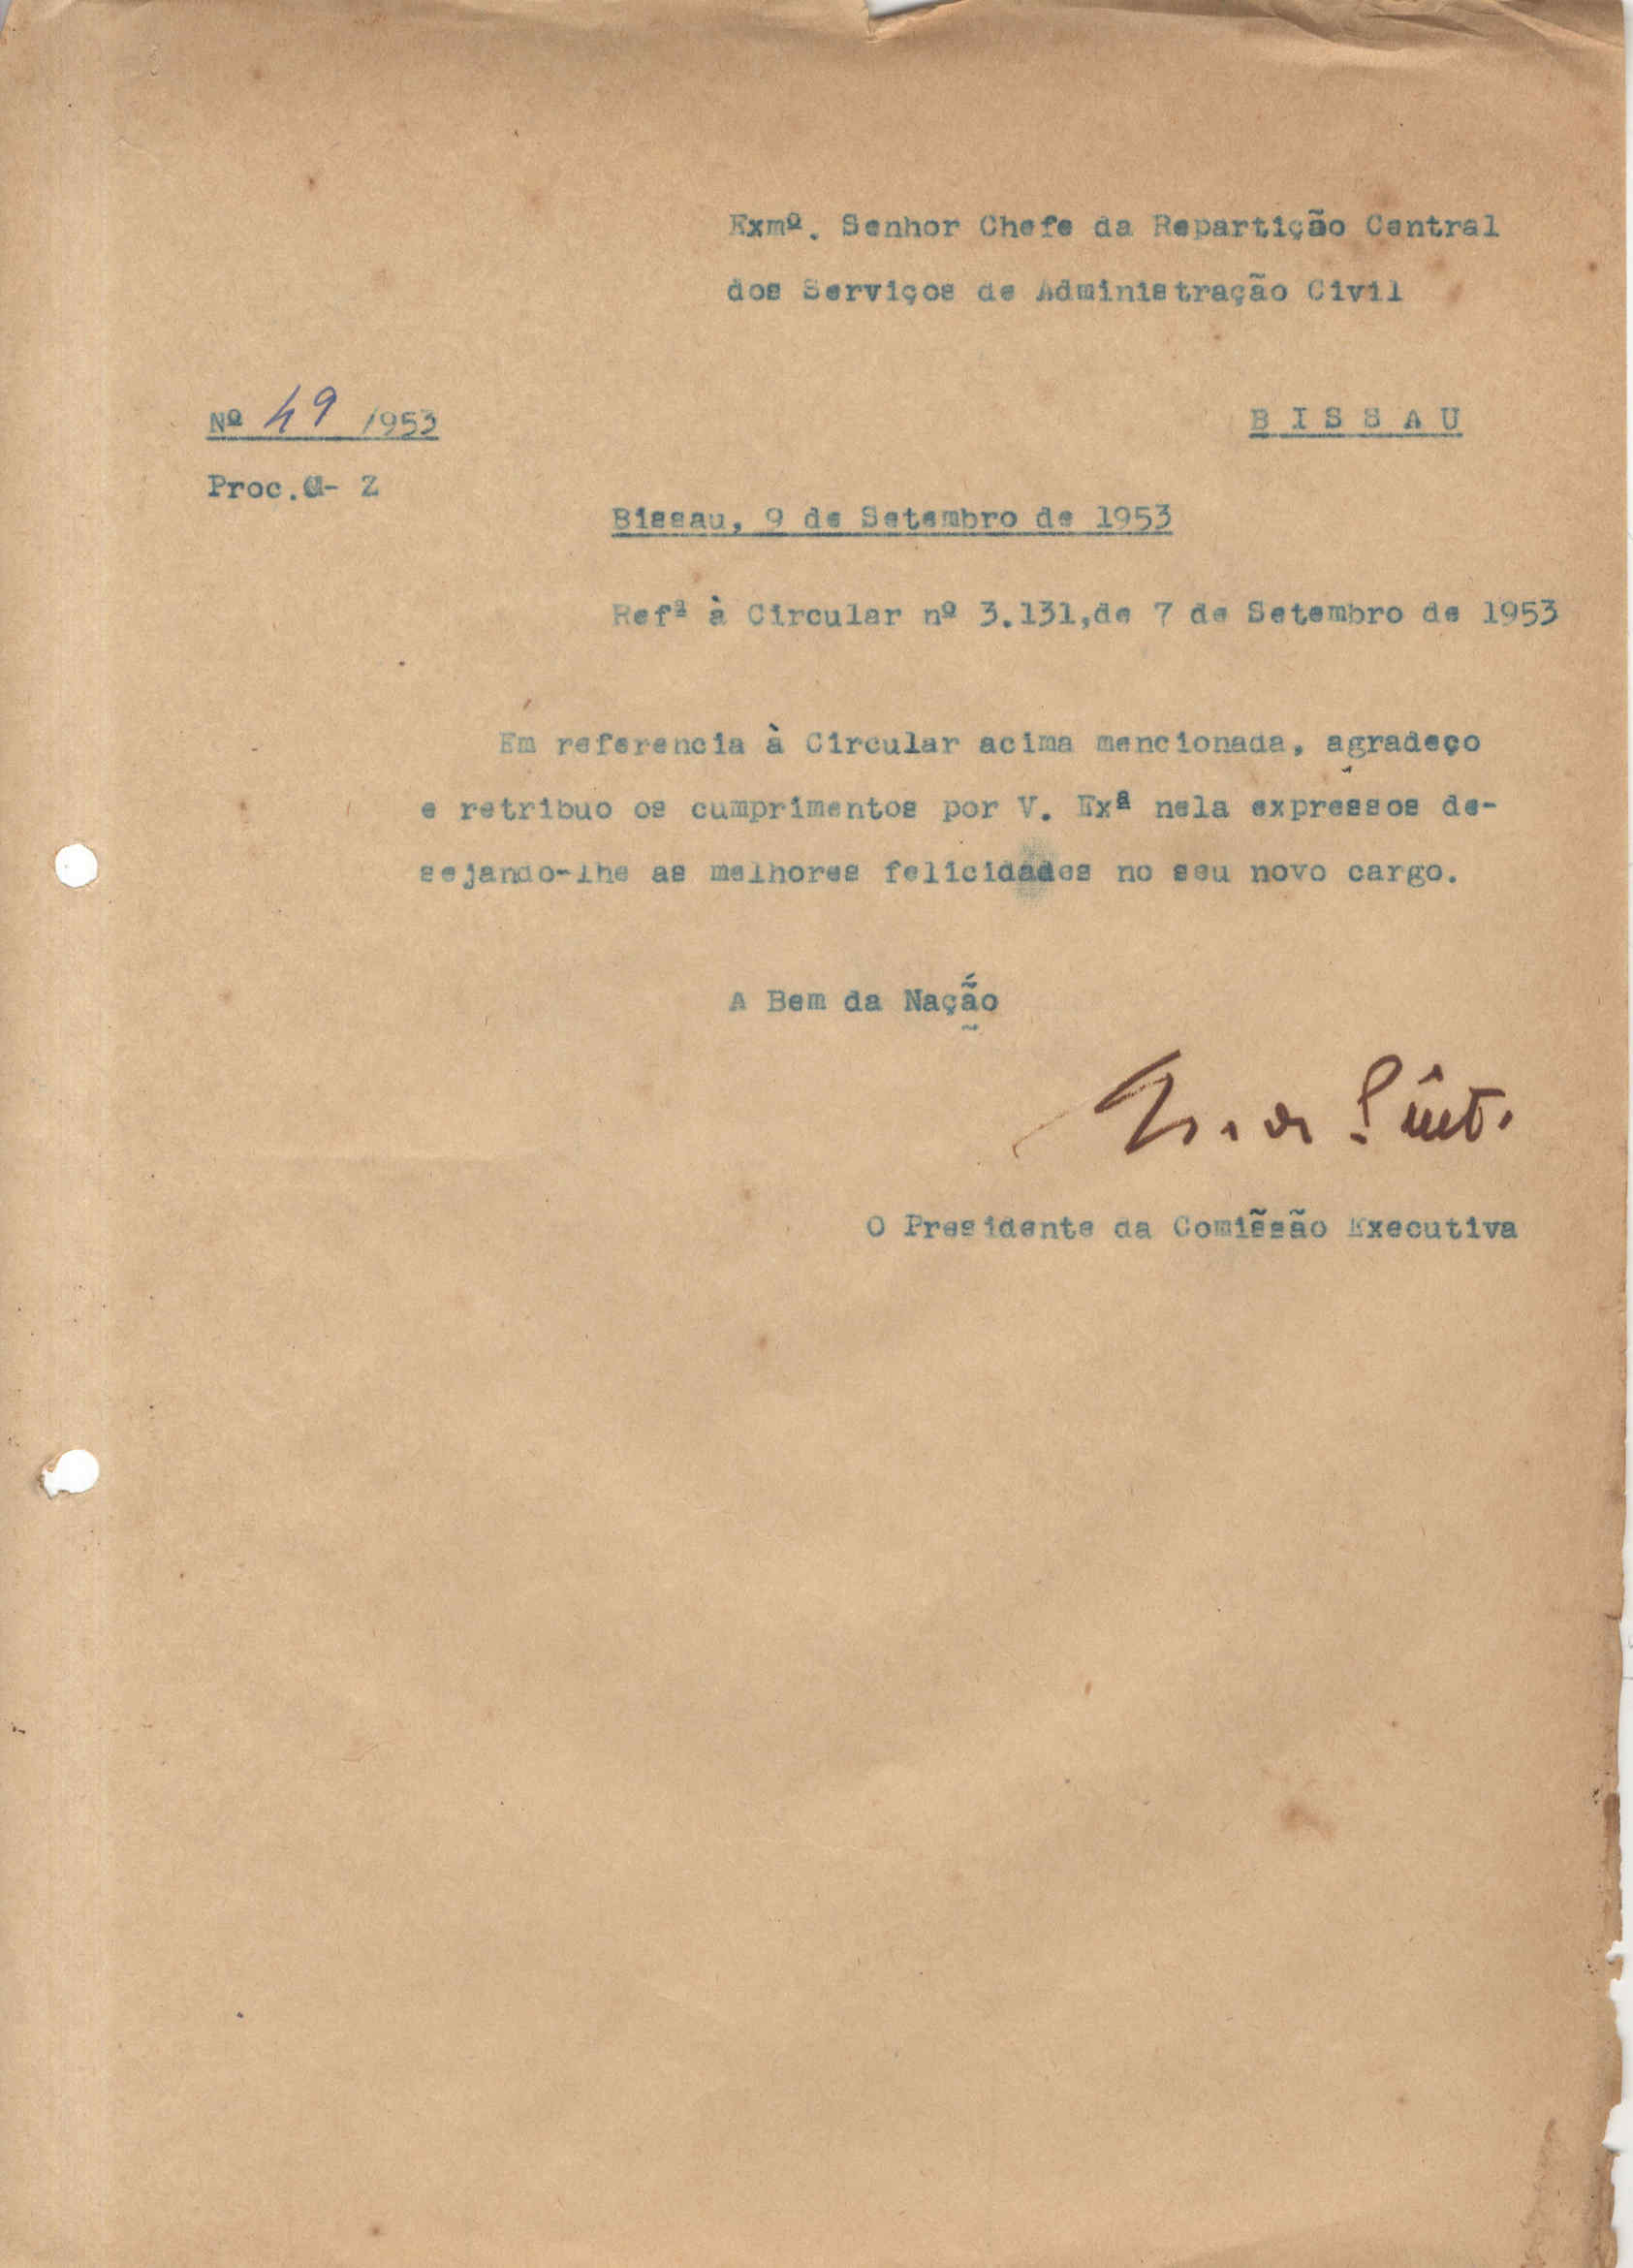 Exmº. Senhor Chefe da Repartição Central
dos Serviços de Administração Civil
Nº 49 /953
B I S S A U
Proc. - Z
Bissau, 9 de Setembro de 1953
Refª à Circular nº 3.131,de 7 de Setembro de 1953
Em referencia à Circular acima mencionada, agradeço
e retribuo os cumprimentos por V. Exª nela expressos de-
sejando-lhe as melhores felicidades no seu novo cargo.
A Bem da Nação
O Presidente da Comissão Executiva